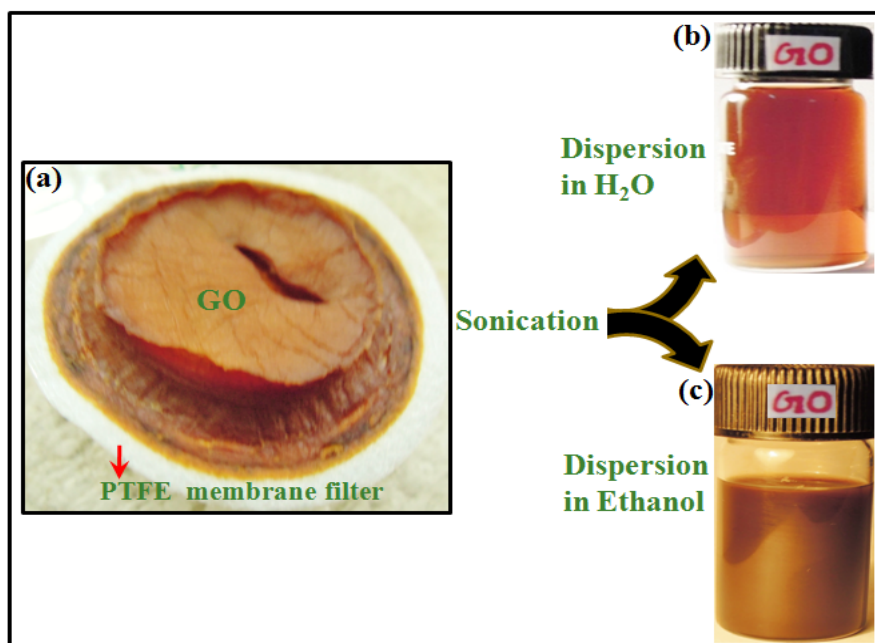 (a)
GO
PTFE membrane filter
Sonication
(b)
GO
Dispersion
in H₂O
(c)
GO
Dispersion
in Ethanol